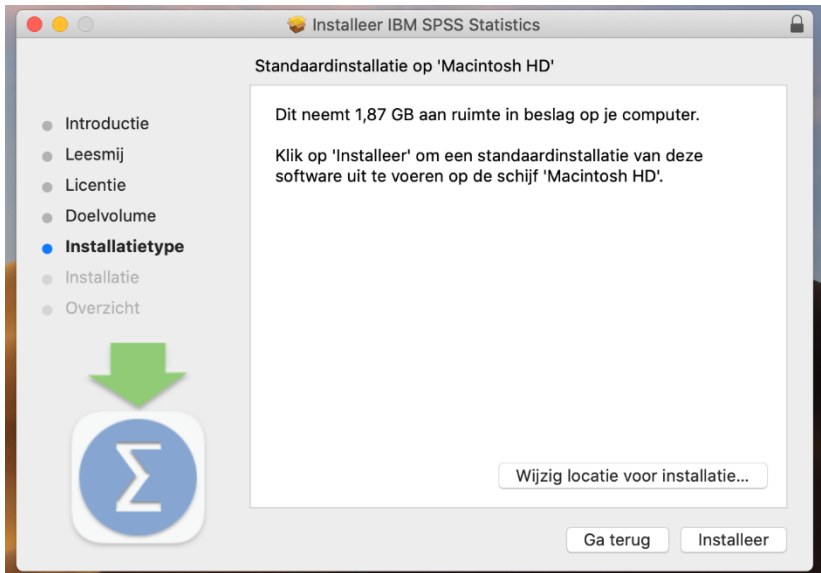 Installeer IBM SPSS Statistics
Standaardinstallatie op 'Macintosh HD'
Introductie
Leesmij
Licentie
Doelvolume
Installatietype
Installatie
Overzicht
Dit neemt 1,87 GB aan ruimte in beslag op je computer.
Klik op 'Installeer' om een standaardinstallatie van deze
software uit te voeren op de schijf 'Macintosh HD'.
Σ
Wijzig locatie voor installatie...
Ga terug
Installeer